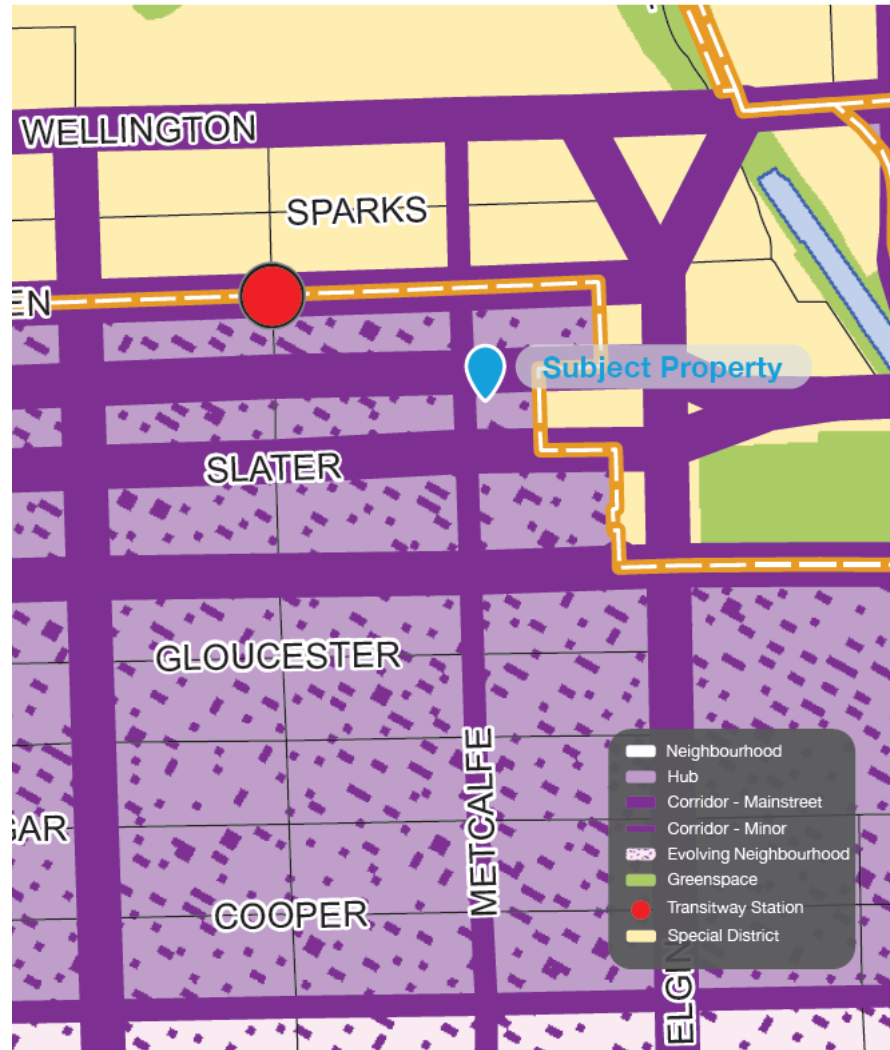 WELLINGTON
SPARKS
EN
Subject Property
SLATER
GLOUCESTER
METCALFE
GAR
COOPER
ELGIN
Neighbourhood
Hub
Corridor - Mainstreet
Corridor - Minor
Evolving Neighbourhood
Greenspace
Transitway Station
Special District